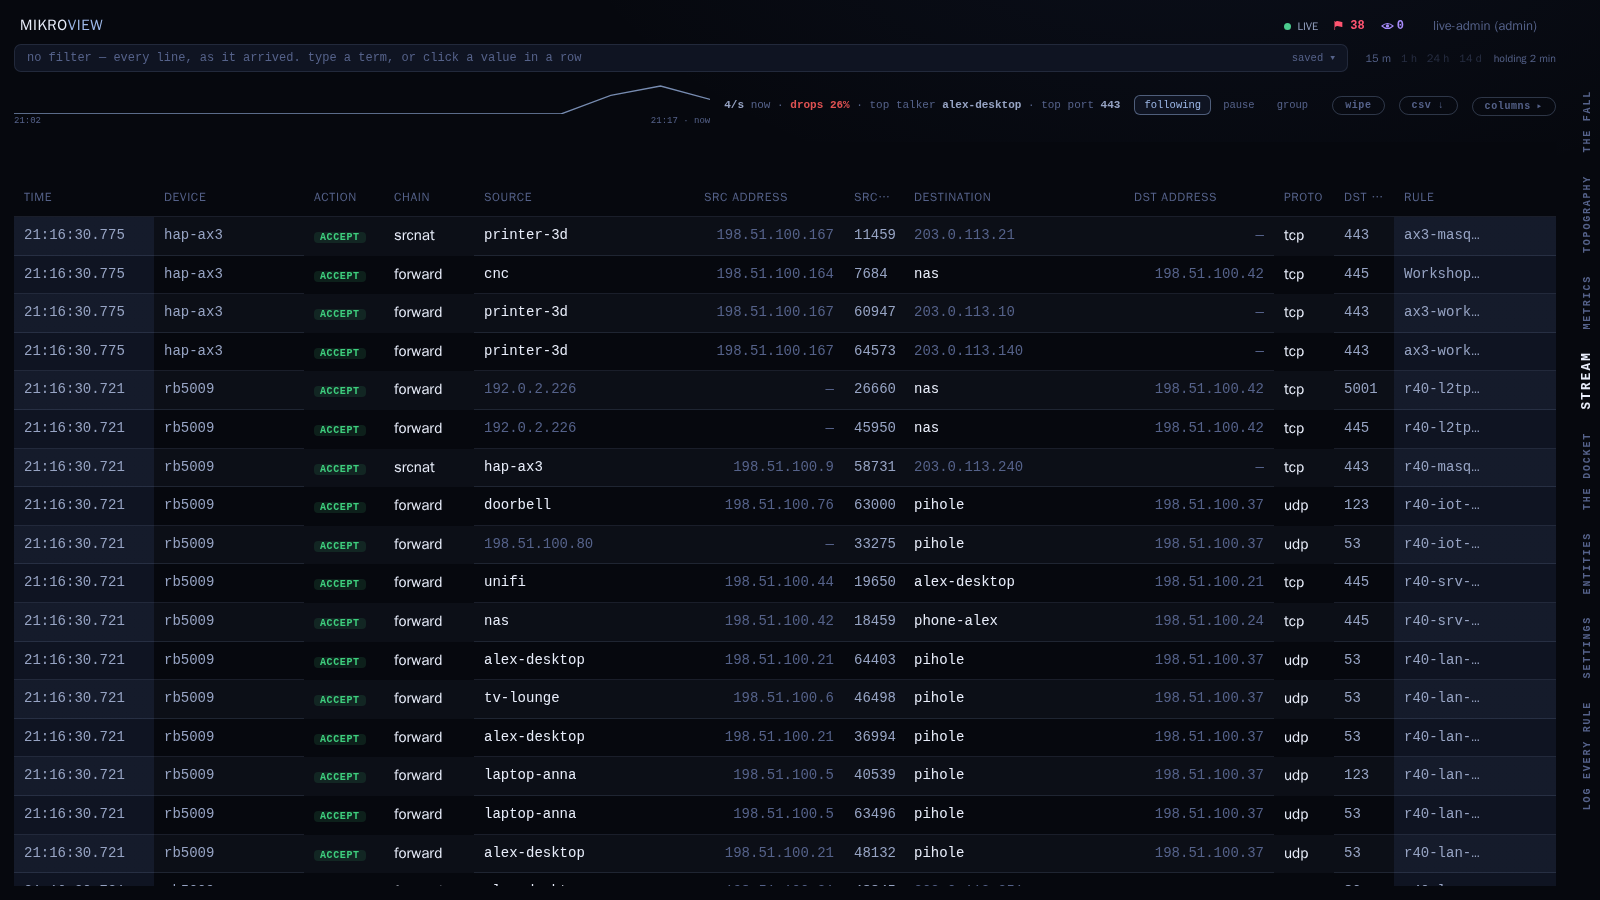 MIKROVIEW
LIVE 38 0 live-admin (admin)
no filter — every line, as it arrived. type a term, or click a value in a row saved ▾ 15 m 1 h 24 h 14 d holding 2 min
4/s now · drops 26% · top talker alex-desktop · top port 443 following pause group wipe csv ↓ columns ▸
21:02 21:17 · now
TIME DEVICE ACTION CHAIN SOURCE SRC ADDRESS SRC··· DESTINATION DST ADDRESS PROTO DST ··· RULE
21:16:30.775 hap-ax3 ACCEPT srcnat printer-3d 198.51.100.167 11459 203.0.113.21 — tcp 443 ax3-masq…
21:16:30.775 hap-ax3 ACCEPT forward cnc 198.51.100.164 7684 nas 198.51.100.42 tcp 445 Workshop…
21:16:30.775 hap-ax3 ACCEPT forward printer-3d 198.51.100.167 60947 203.0.113.10 — tcp 443 ax3-work…
21:16:30.775 hap-ax3 ACCEPT forward printer-3d 198.51.100.167 64573 203.0.113.140 — tcp 443 ax3-work…
21:16:30.721 rb5009 ACCEPT forward 192.0.2.226 — 26660 nas 198.51.100.42 tcp 5001 r40-l2tp…
21:16:30.721 rb5009 ACCEPT forward 192.0.2.226 — 45950 nas 198.51.100.42 tcp 445 r40-l2tp…
21:16:30.721 rb5009 ACCEPT srcnat hap-ax3 198.51.100.9 58731 203.0.113.240 — tcp 443 r40-masq…
21:16:30.721 rb5009 ACCEPT forward doorbell 198.51.100.76 63000 pihole 198.51.100.37 udp 123 r40-iot-…
21:16:30.721 rb5009 ACCEPT forward 198.51.100.80 — 33275 pihole 198.51.100.37 udp 53 r40-iot-…
21:16:30.721 rb5009 ACCEPT forward unifi 198.51.100.44 19650 alex-desktop 198.51.100.21 tcp 445 r40-srv-…
21:16:30.721 rb5009 ACCEPT forward nas 198.51.100.42 18459 phone-alex 198.51.100.24 tcp 445 r40-srv-…
21:16:30.721 rb5009 ACCEPT forward alex-desktop 198.51.100.21 64403 pihole 198.51.100.37 udp 53 r40-lan-…
21:16:30.721 rb5009 ACCEPT forward tv-lounge 198.51.100.6 46498 pihole 198.51.100.37 udp 53 r40-lan-…
21:16:30.721 rb5009 ACCEPT forward alex-desktop 198.51.100.21 36994 pihole 198.51.100.37 udp 53 r40-lan-…
21:16:30.721 rb5009 ACCEPT forward laptop-anna 198.51.100.5 40539 pihole 198.51.100.37 udp 123 r40-lan-…
21:16:30.721 rb5009 ACCEPT forward laptop-anna 198.51.100.5 63496 pihole 198.51.100.37 udp 53 r40-lan-…
21:16:30.721 rb5009 ACCEPT forward alex-desktop 198.51.100.21 48132 pihole 198.51.100.37 udp 53 r40-lan-…
THE FALL
TOPOGRAPHY
METRICS
STREAM
THE DOCKET
ENTITIES
SETTINGS
LOG EVERY RULE